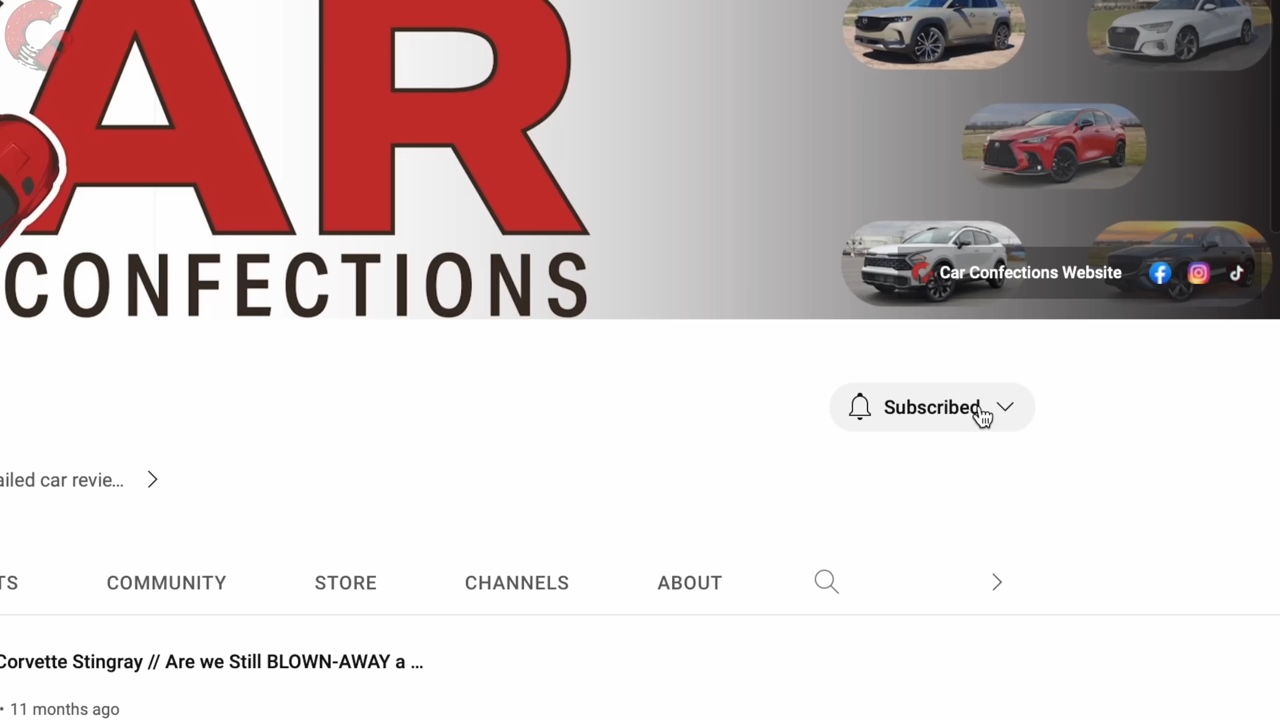 AR
CONFECTIONS
Car Confections Website
Subscribed
ailed car revie...
TS
COMMUNITY
STORE
CHANNELS
ABOUT
Corvette Stingray // Are we Still BLOWN-AWAY a ...
• 11 months ago